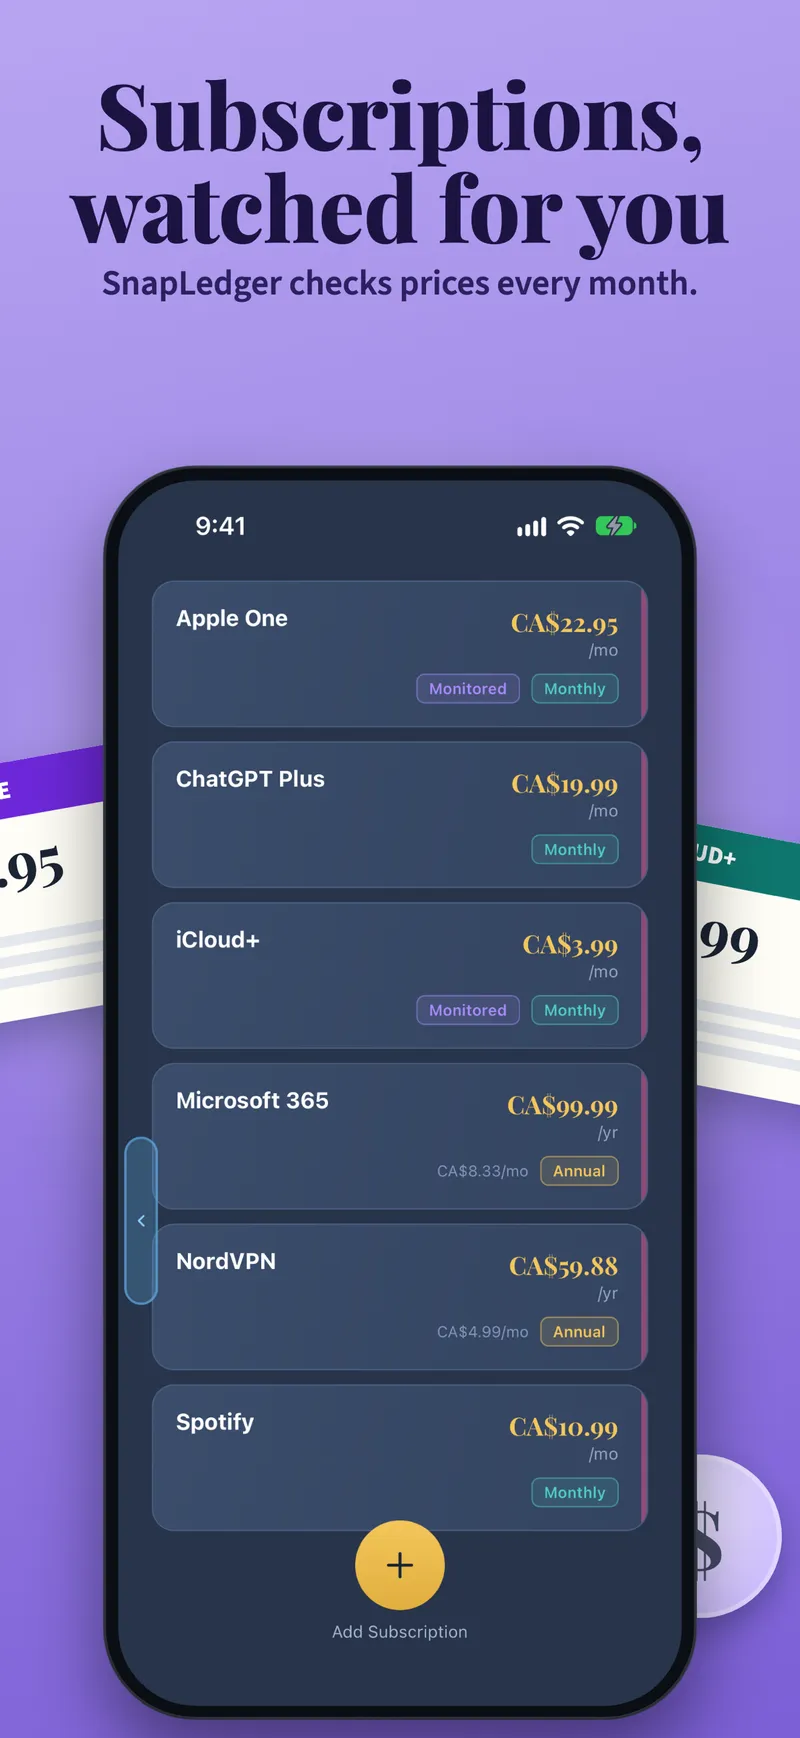 Subscriptions,
watched for you
SnapLedger checks prices every month.
9:41
Apple One
CA$22.95
/mo
Monitored
Monthly
ChatGPT Plus
CA$19.99
/mo
Monthly
iCloud+
CA$3.99
/mo
Monitored
Monthly
Microsoft 365
CA$99.99
/yr
CA$8.33/mo
Annual
NordVPN
CA$59.88
/yr
CA$4.99/mo
Annual
Spotify
CA$10.99
/mo
Monthly
+
Add Subscription
E
.95
UD+
99
$